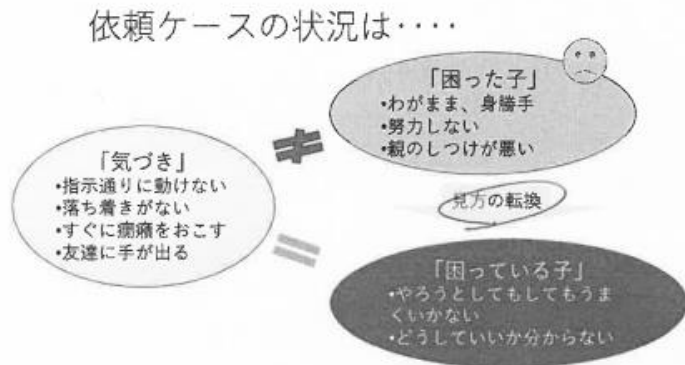 依頼ケースの状況は‥‥
「困った子」
•わがまま、身勝手
•努力しない
•親のしつけが悪い
≠
「気づき」
•指示通りに動けない
•落ち着きがない
•すぐに癇癪をおこす
•友達に手が出る
見方の転換
=
「困っている子」
•やろうとしてもしてもうま
くいかない
•どうしていいか分からない